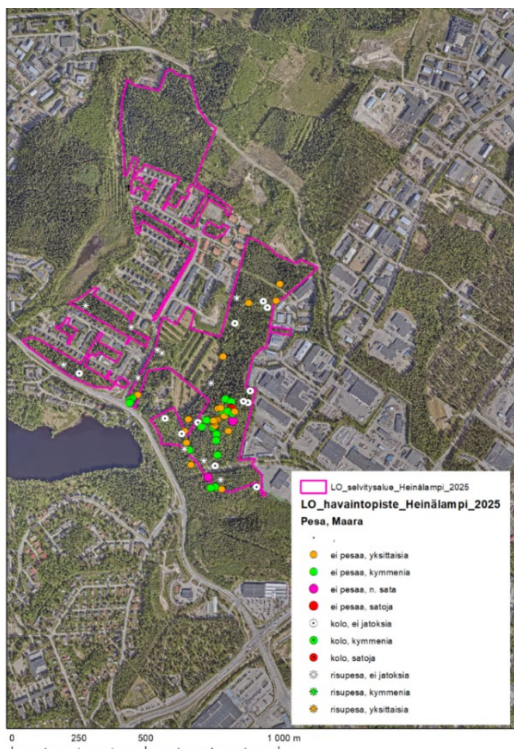 LO_selvitysalue_Heinälampi_2025
LO_havaintopiste_Heinälampi_2025
Pesa, Maara
,
ei pesaa, yksittaisia
ei pesaa, kymmenia
ei pesaa, n. sata
ei pesaa, satoja
kolo, ei jatoksia
kolo, kymmenia
kolo, satoja
risupesa, ei jatoksia
risupesa, kymmenia
risupesa, yksittaisia
0 250 500 1 000 m